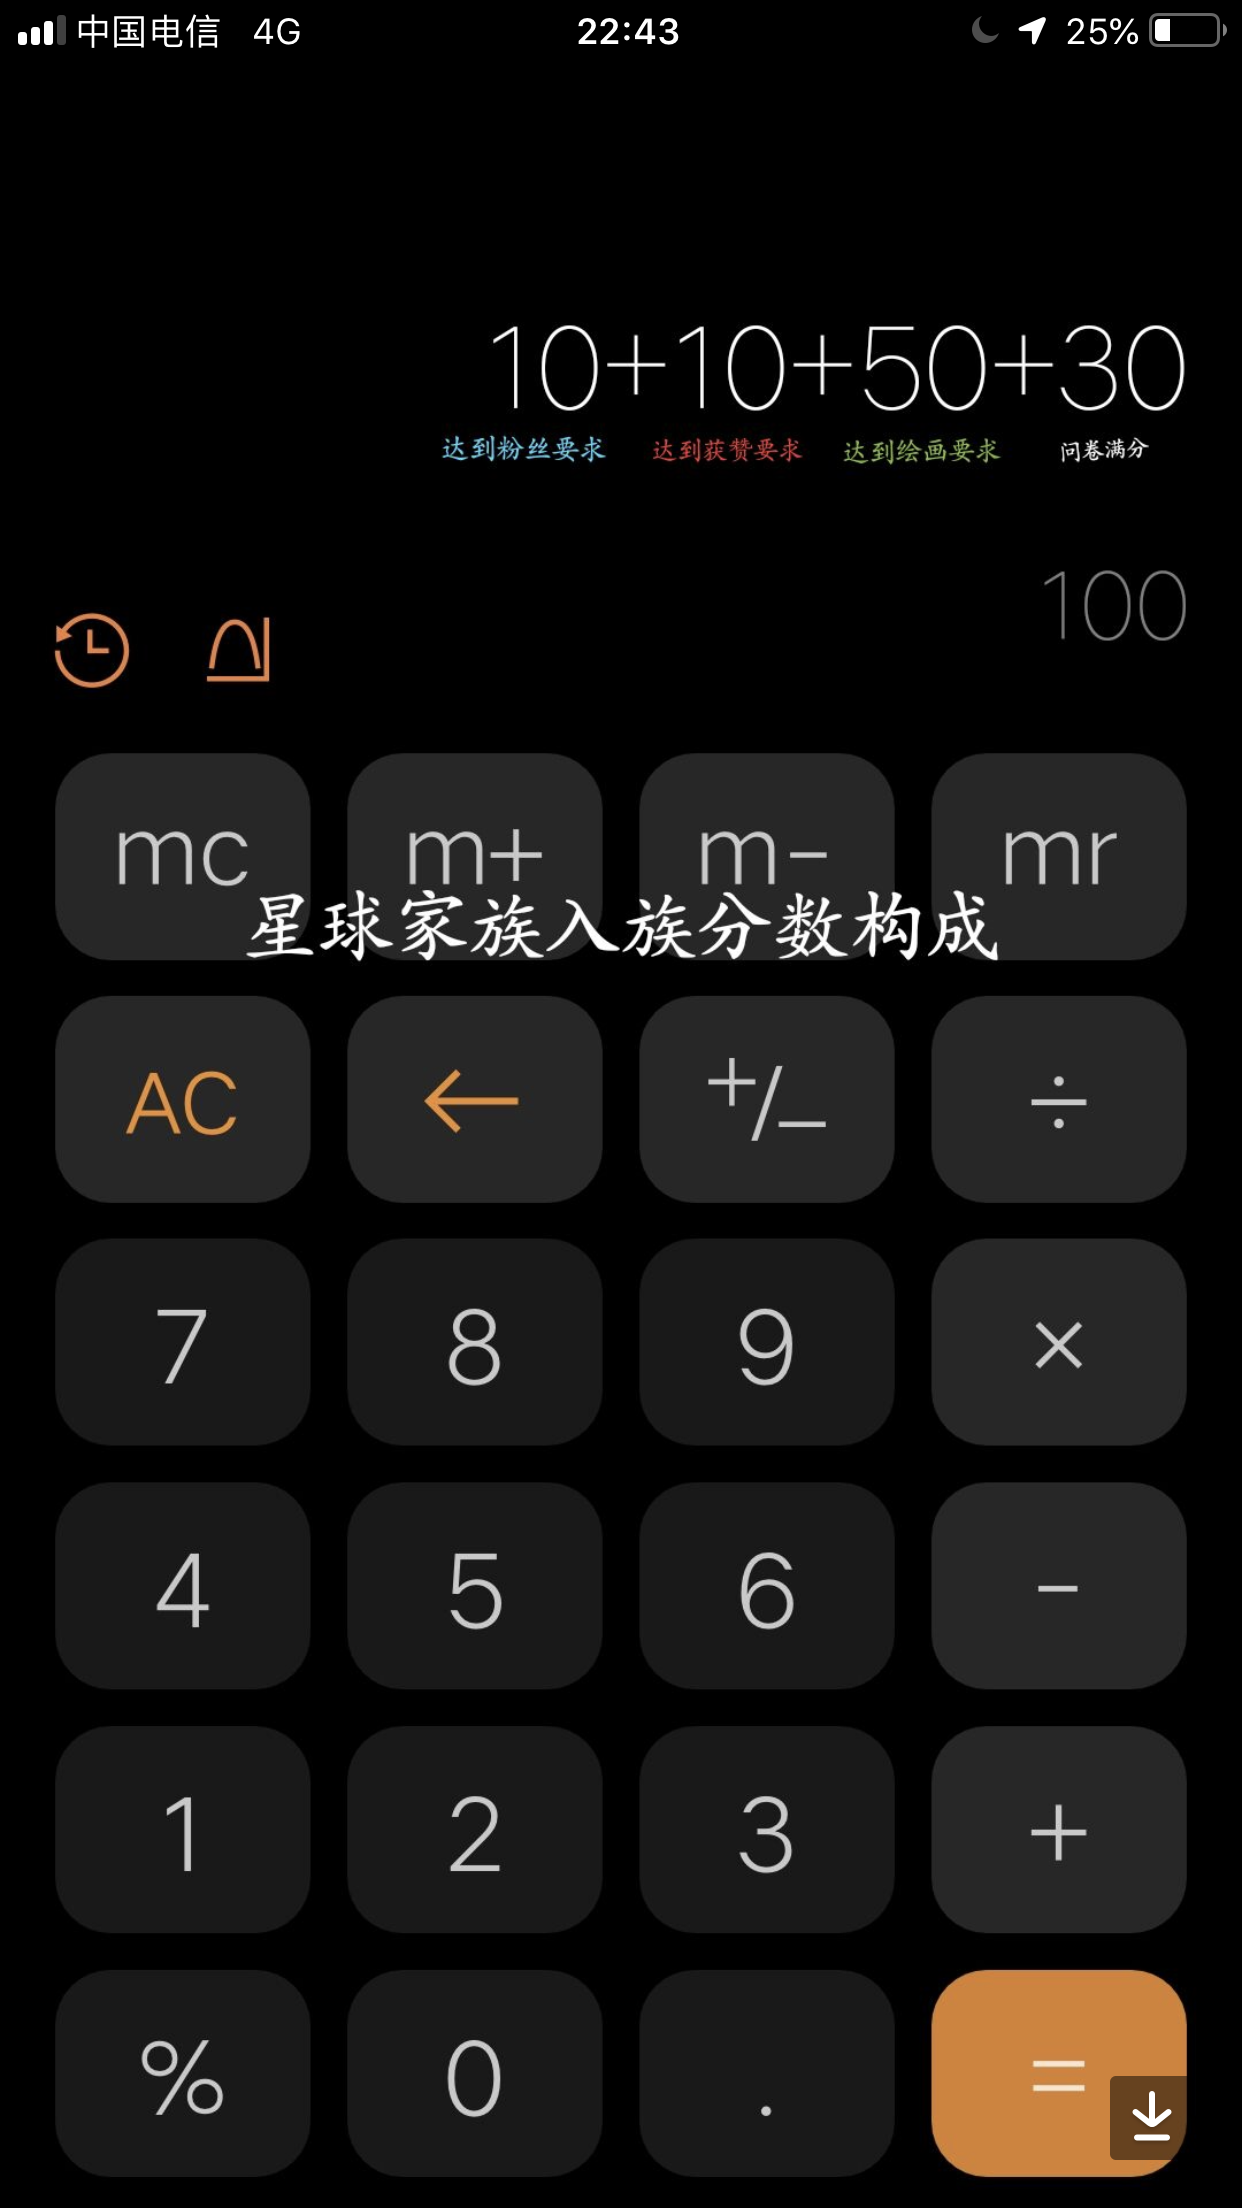 中国电信 4G 22:43 25%
10+10+50+30
达到粉丝要求 达到获赞要求 达到绘画要求 问卷满分
100
mc m+ m- mr
星球家族入族分数构成
AC ← +/- ÷
7 8 9 ×
4 5 6 -
1 2 3 +
% 0 . =